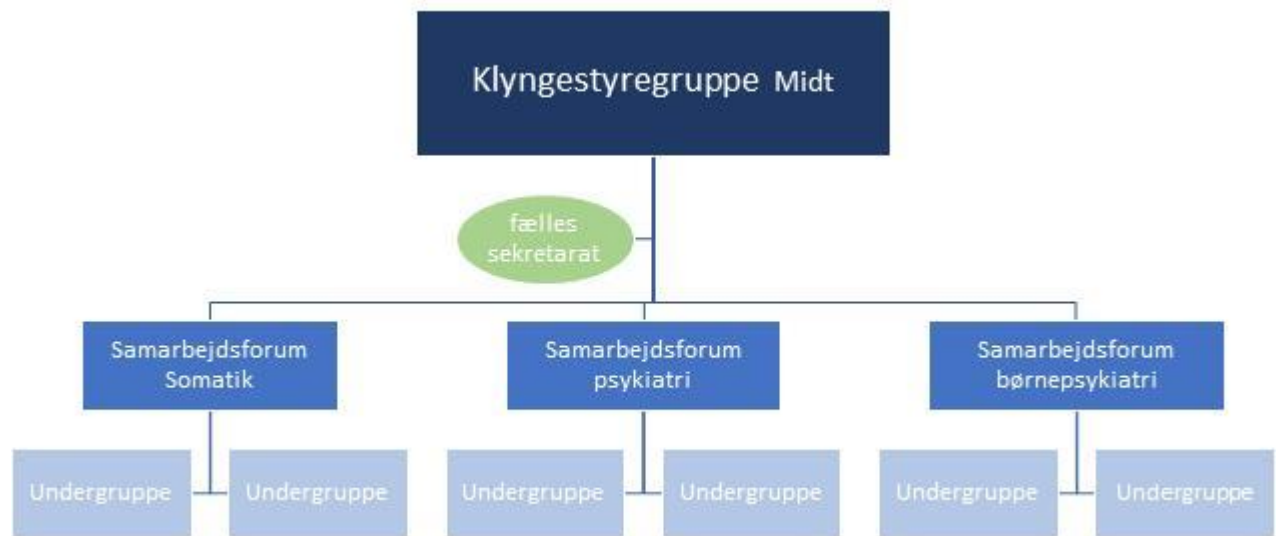 Klyngestyregruppe Midt
fælles
sekretarat
Samarbejdsforum
Somatik
Samarbejdsforum
psykiatri
Samarbejdsforum
børnepsykiatri
Undergruppe
Undergruppe
Undergruppe
Undergruppe
Undergruppe
Undergruppe